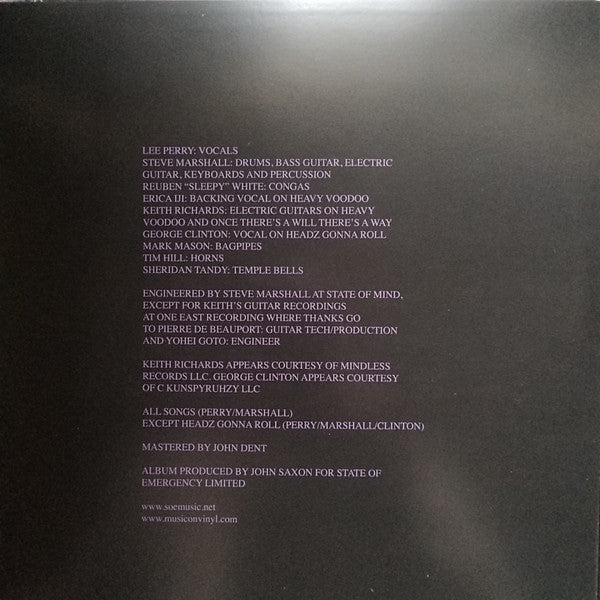 LEE PERRY: VOCALS
STEVE MARSHALL: DRUMS, BASS GUITAR, ELECTRIC
GUITAR, KEYBOARDS AND PERCUSSION
REUBEN “SLEEPY” WHITE: CONGAS
ERICA IJI: BACKING VOCAL ON HEAVY VOODOO
KEITH RICHARDS: ELECTRIC GUITARS ON HEAVY
VOODOO AND ONCE THERE’S A WILL THERE’S A WAY
GEORGE CLINTON: VOCAL ON HEADZ GONNA ROLL
MARK MASON: BAGPIPES
TIM HILL: HORNS
SHERIDAN TANDY: TEMPLE BELLS
ENGINEERED BY STEVE MARSHALL AT STATE OF MIND,
EXCEPT FOR KEITH’S GUITAR RECORDINGS
AT ONE EAST RECORDING WHERE THANKS GO
TO PIERRE DE BEAUPORT: GUITAR TECH/PRODUCTION
AND YOHEI GOTO: ENGINEER
KEITH RICHARDS APPEARS COURTESY OF MINDLESS
RECORDS LLC. GEORGE CLINTON APPEARS COURTESY
OF C KUNSPYRUHZY LLC
ALL SONGS (PERRY/MARSHALL)
EXCEPT HEADZ GONNA ROLL (PERRY/MARSHALL/CLINTON)
MASTERED BY JOHN DENT
ALBUM PRODUCED BY JOHN SAXON FOR STATE OF
EMERGENCY LIMITED
www.soemusic.net
www.musiconvinyl.com